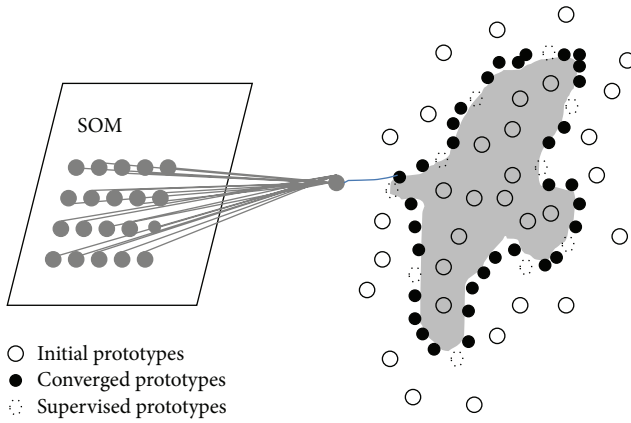 SOM
Initial prototypes
Converged prototypes
Supervised prototypes